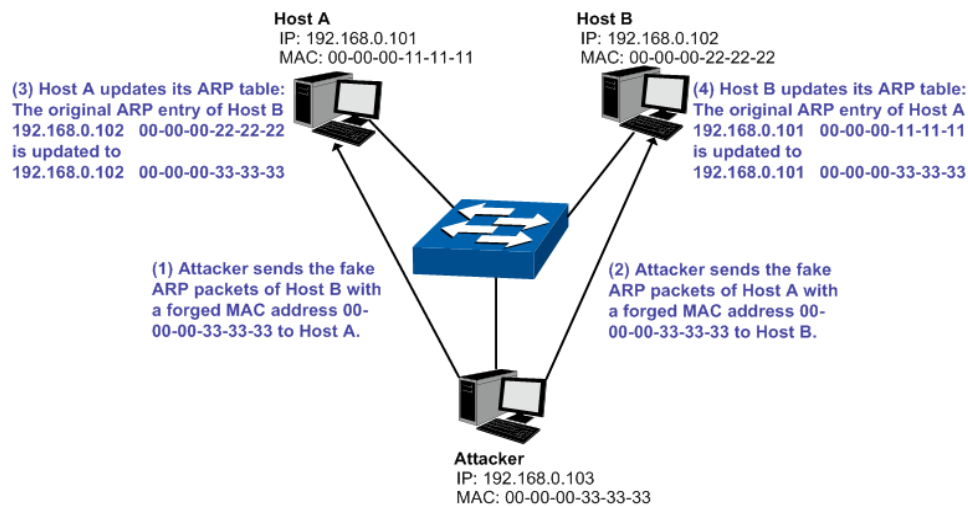 Host A
IP: 192.168.0.101
MAC: 00-00-00-11-11-11
Host B
IP: 192.168.0.102
MAC: 00-00-00-22-22-22
(3) Host A updates its ARP table:
The original ARP entry of Host B
192.168.0.102 00-00-00-22-22-22
is updated to
192.168.0.102 00-00-00-33-33-33
(4) Host B updates its ARP table:
The original ARP entry of Host A
192.168.0.101 00-00-00-11-11-11
is updated to
192.168.0.101 00-00-00-33-33-33
(1) Attacker sends the fake
ARP packets of Host B with
a forged MAC address 00-
00-00-33-33-33 to Host A.
(2) Attacker sends the fake
ARP packets of Host A with
a forged MAC address 00-
00-00-33-33-33 to Host B.
Attacker
IP: 192.168.0.103
MAC: 00-00-00-33-33-33